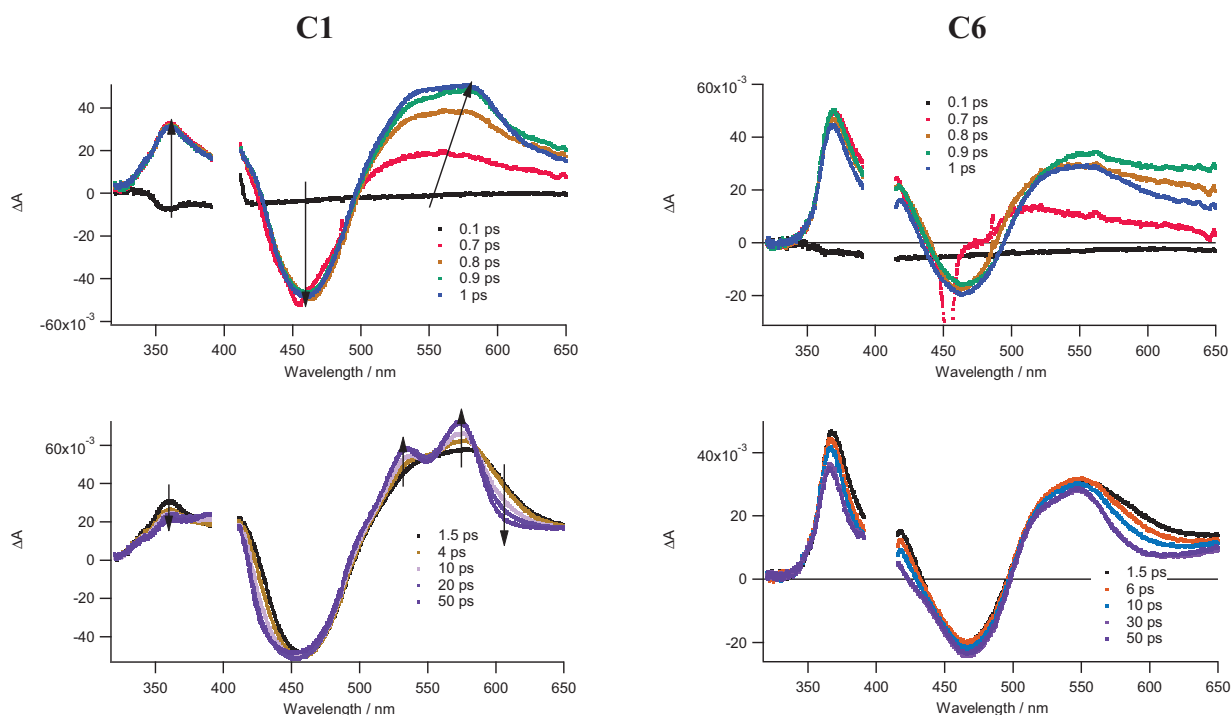 C1
C6
ΔA
40
20
0
-20
-40
-60x10⁻³
0.1 ps
0.7 ps
0.8 ps
0.9 ps
1 ps
350
400
450
500
550
600
650
Wavelength / nm
ΔA
60x10⁻³
40
20
0
-20
0.1 ps
0.7 ps
0.8 ps
0.9 ps
1 ps
350
400
450
500
550
600
650
Wavelength / nm
ΔA
60x10⁻³
40
20
0
-20
-40
1.5 ps
4 ps
10 ps
20 ps
50 ps
350
400
450
500
550
600
650
Wavelength / nm
ΔA
40x10⁻³
20
0
-20
1.5 ps
6 ps
10 ps
30 ps
50 ps
350
400
450
500
550
600
650
Wavelength / nm